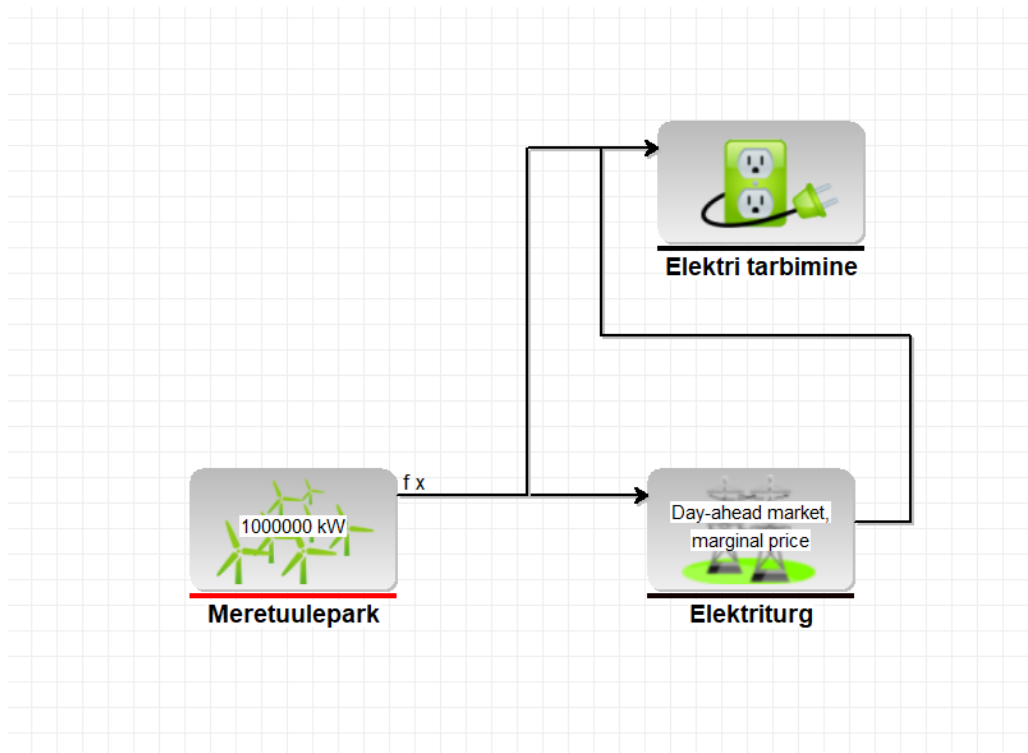 Elektri tarbimine
f x
1000000 kW
Meretuulepark
Day-ahead market,
marginal price
Elektriturg